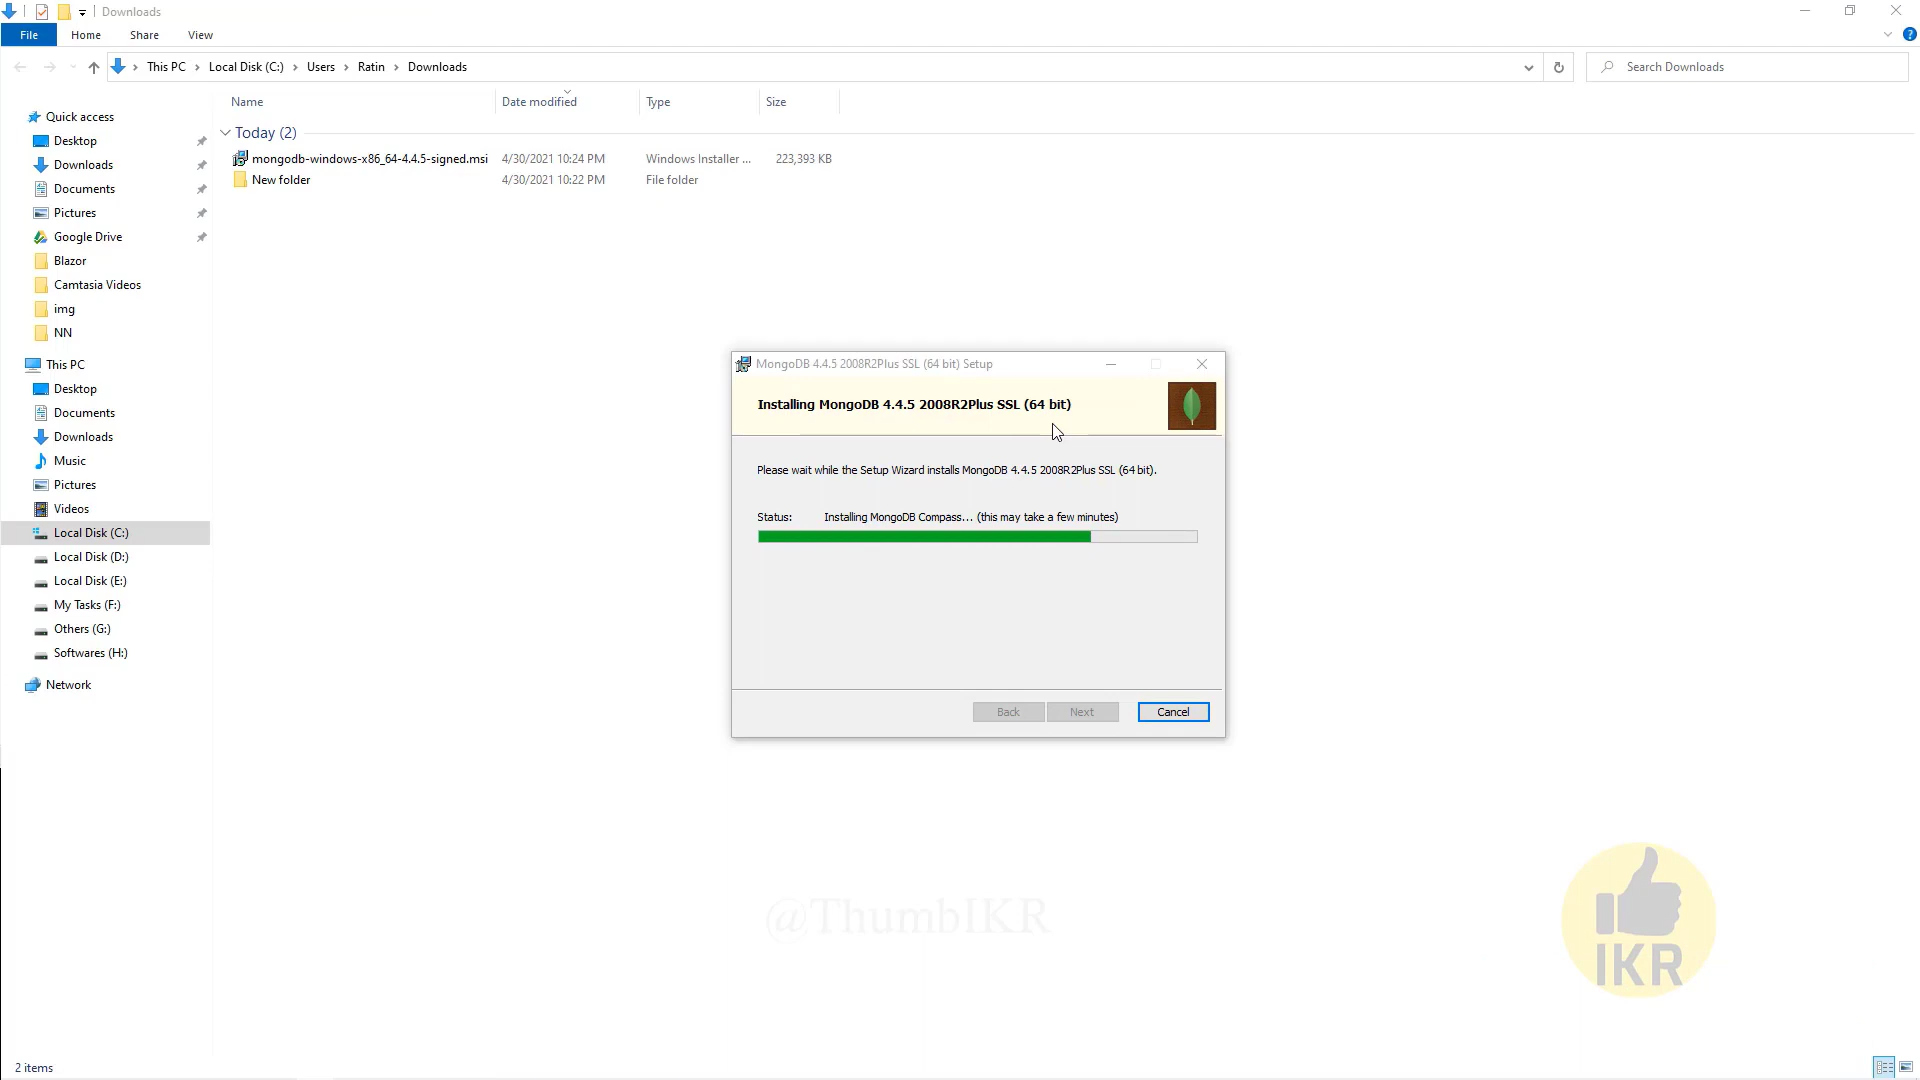 Downloads
File Home Share View
This PC Local Disk (C:) Users Ratin Downloads
Search Downloads
Name Date modified Type Size
Today (2)
mongodb-windows-x86_64-4.4.5-signed.msi 4/30/2021 10:24 PM Windows Installer ... 223,393 KB
New folder 4/30/2021 10:22 PM File folder
Quick access
Desktop
Downloads
Documents
Pictures
Google Drive
Blazor
Camtasia Videos
img
NN
This PC
Desktop
Documents
Downloads
Music
Pictures
Videos
Local Disk (C:)
Local Disk (D:)
Local Disk (E:)
My Tasks (F:)
Others (G:)
Softwares (H:)
Network
MongoDB 4.4.5 2008R2Plus SSL (64 bit) Setup
Installing MongoDB 4.4.5 2008R2Plus SSL (64 bit)
Please wait while the Setup Wizard installs MongoDB 4.4.5 2008R2Plus SSL (64 bit).
Status: Installing MongoDB Compass... (this may take a few minutes)
Back Next Cancel
@ThumbIKR
IKR
2 items